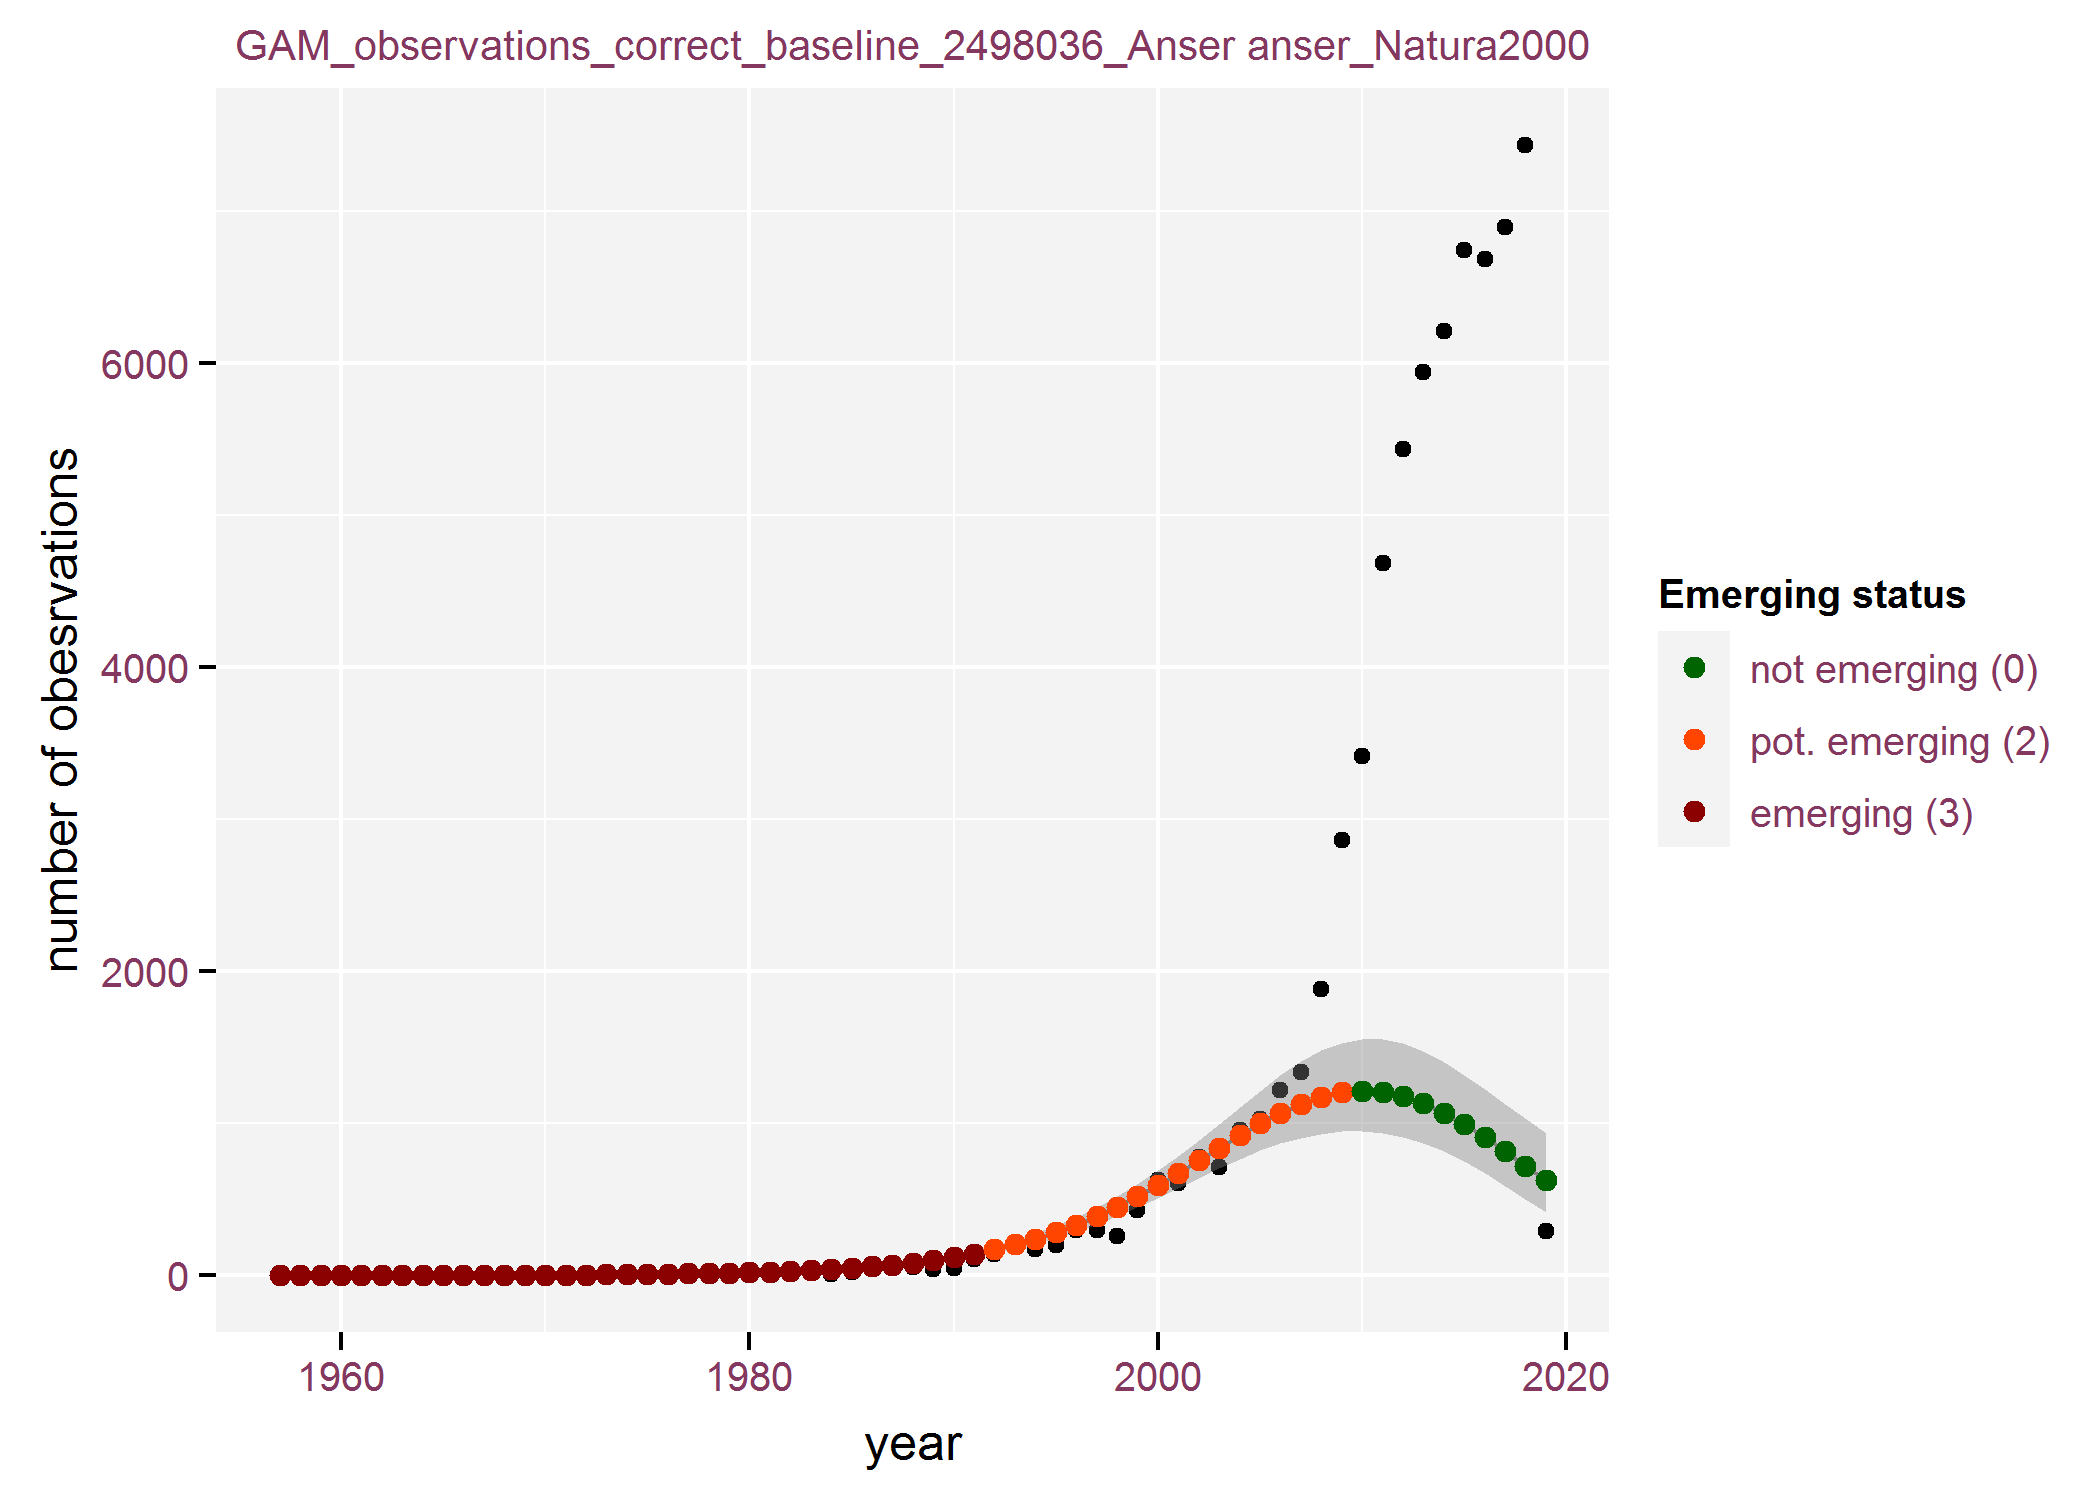 GAM_observations_correct_baseline_2498036_Anser anser_Natura2000
number of obesrvations
6000
4000
2000
0
1960
1980
2000
2020
year
Emerging status
not emerging (0)
pot. emerging (2)
emerging (3)